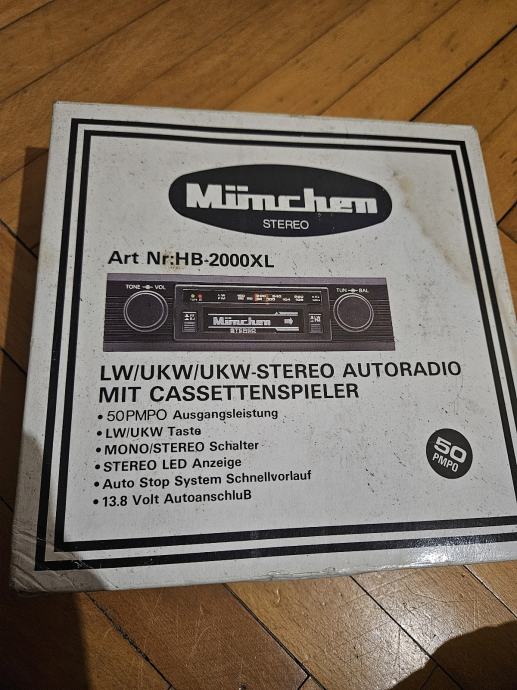 München
STEREO
Art Nr:HB-2000XL
TONE VOL
TUN BAL
München
STEREO
LW/UKW/UKW-STEREO AUTORADIO
MIT CASSETTENSPIELER
• 50PMPO Ausgangsleistung
• LW/UKW Taste
• MONO/STEREO Schalter
• STEREO LED Anzeige
• Auto Stop System Schnellvorlauf
• 13.8 Volt AutoanschluB
50
PMPO